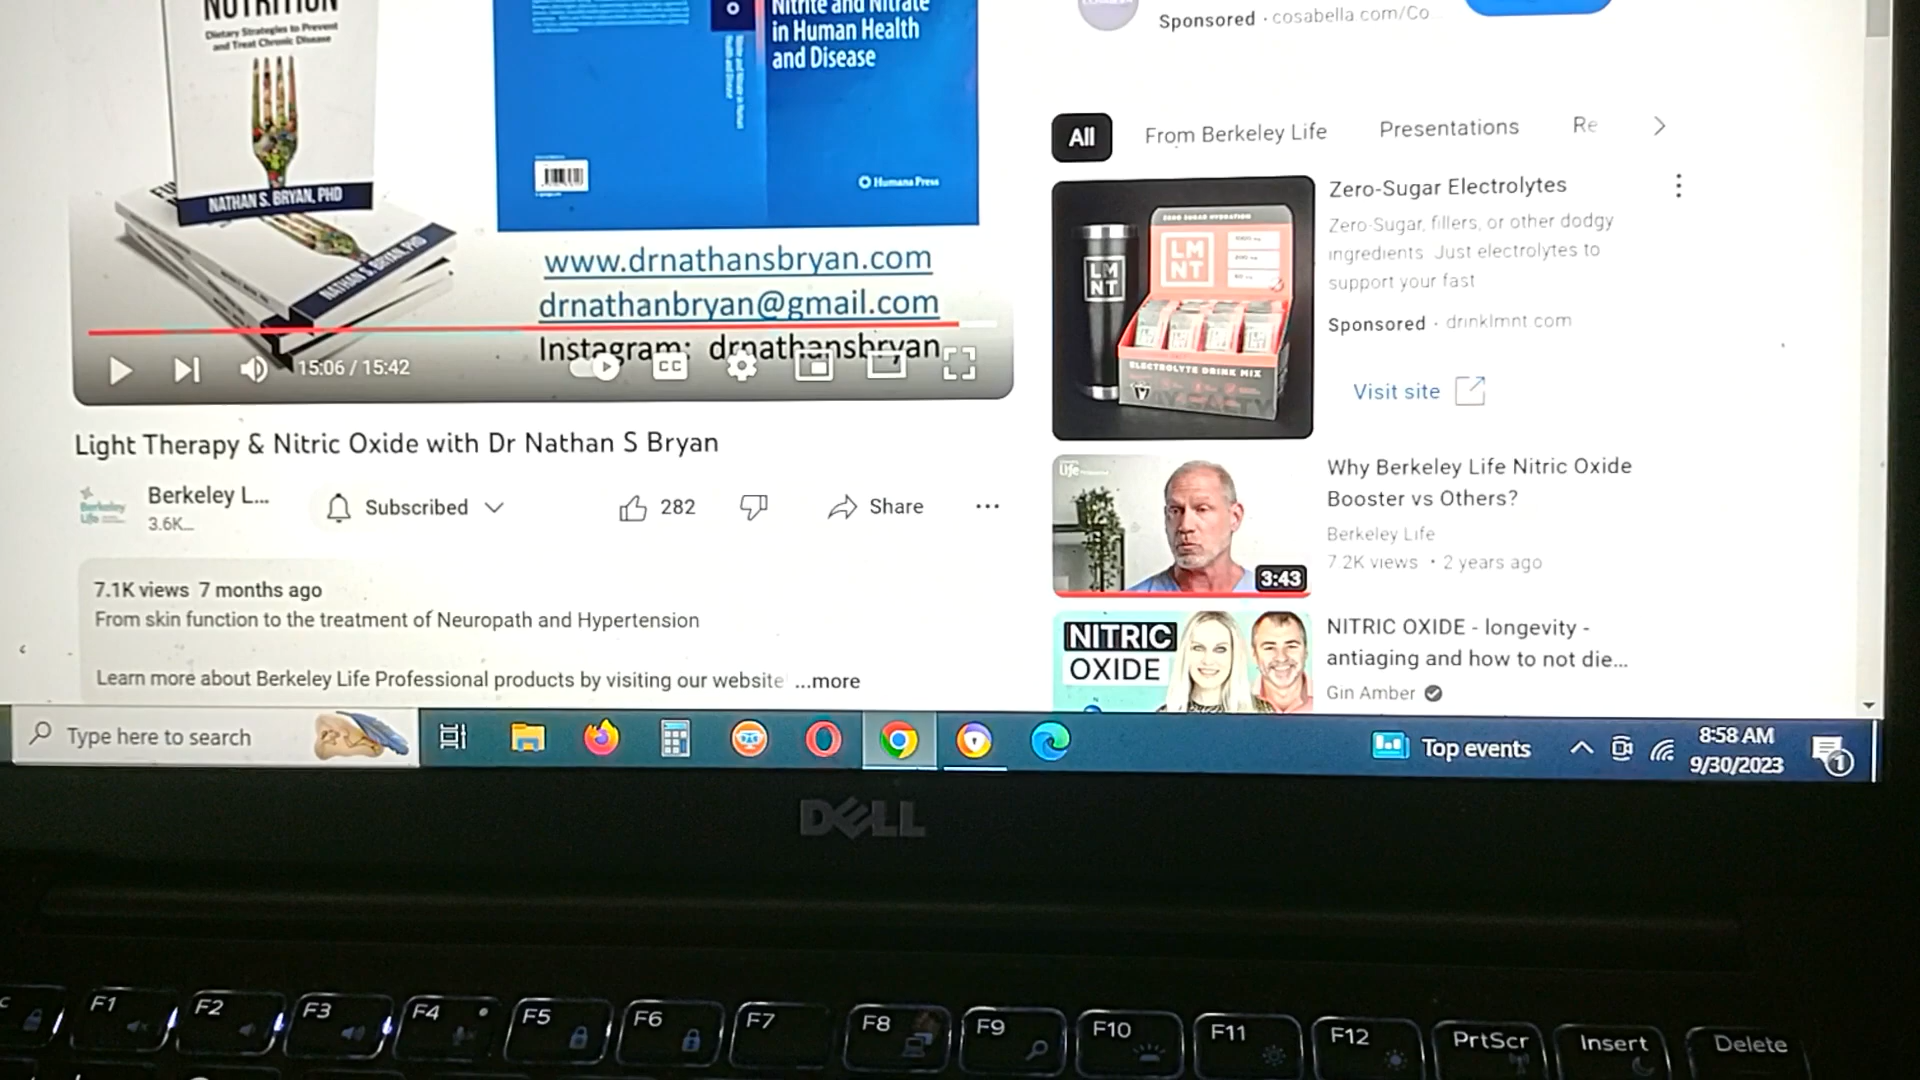 NUTRITION
Dietary Strategies to Prevent
and Treat Chronic Disease
NATHAN S. BRYAN, PHD
NATHAN S. BRYAN, PHD
Nitrite and Nitrate
in Human Health
and Disease
Humana Press
www.drnathansbryan.com
drnathanbryan@gmail.com
Instagram: drnathansbryan
15:06 / 15:42
CC
Light Therapy & Nitric Oxide with Dr Nathan S Bryan
Berkeley Life
Berkeley L...
3.6K...
Subscribed
282
Share
7.1K views 7 months ago
From skin function to the treatment of Neuropath and Hypertension
Learn more about Berkeley Life Professional products by visiting our website ...more
Sponsored · cosabella.com/Co...
All
From Berkeley Life
Presentations
Re
ZERO SUGAR HYDRATION
LMNT
LMNT
ELECTROLYTE DRINK MIX
Zero-Sugar Electrolytes
Zero-Sugar, fillers, or other dodgy
ingredients. Just electrolytes to
support your fast
Sponsored · drinklmnt.com
Visit site
Life
3:43
Why Berkeley Life Nitric Oxide
Booster vs Others?
Berkeley Life
7.2K views • 2 years ago
NITRIC
OXIDE
NITRIC OXIDE - longevity -
antiaging and how to not die...
Gin Amber
Type here to search
Top events
8:58 AM
9/30/2023
1
DELL
F1
F2
F3
F4
F5
F6
F7
F8
F9
F10
F11
F12
PrtScr
Insert
Delete